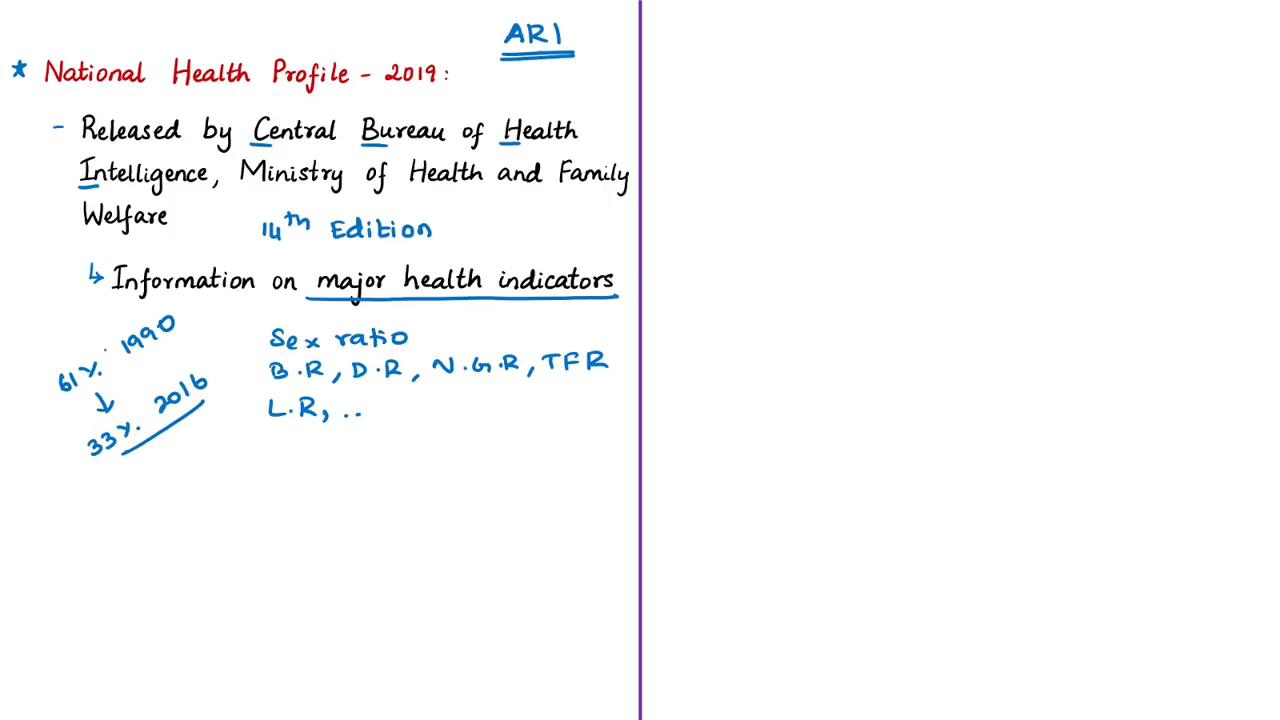 ARI
* National Health Profile - 2019:
- Released by Central Bureau of Health
Intelligence, Ministry of Health and Family
Welfare
14th Edition
↳ Information on major health indicators
61%. 1990
↓
33%. 2016
Sex ratio
B.R, D.R, N.G.R, TFR
L.R, ..